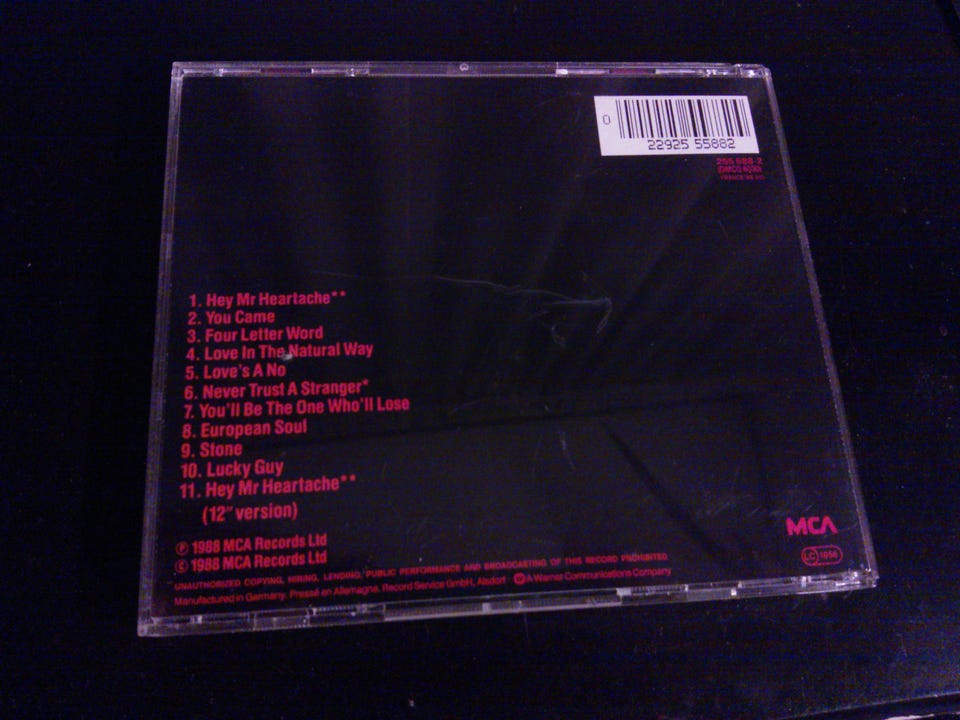 0
22925 55882
255 588-2
(DMCG 6030)
1. Hey Mr Heartache**
2. You Came
3. Four Letter Word
4. Love In The Natural Way
5. Love's A No
6. Never Trust A Stranger*
7. You'll Be The One Who'll Lose
8. European Soul
9. Stone
10. Lucky Guy
11. Hey Mr Heartache**
(12" version)
MCA
LC 1056
Ⓟ 1988 MCA Records Ltd
© 1988 MCA Records Ltd
UNAUTHORIZED COPYING, HIRING, LENDING, PUBLIC PERFORMANCE AND BROADCASTING OF THIS RECORD PROHIBITED
Manufactured in Germany. Pressé en Allemagne. Record Service GmbH, Alsdorf · A Warner Communications Company